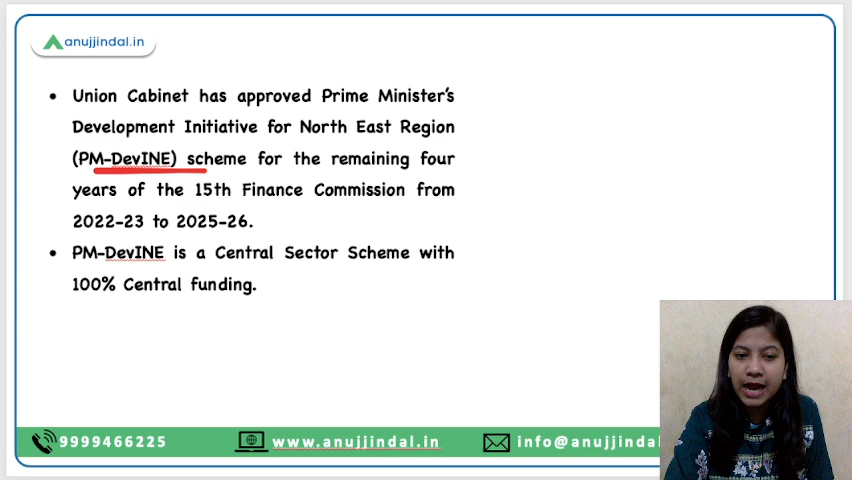 anujjindal.in
• Union Cabinet has approved Prime Minister's
Development Initiative for North East Region
(PM-DevINE) scheme for the remaining four
years of the 15th Finance Commission from
2022-23 to 2025-26.
• PM-DevINE is a Central Sector Scheme with
100% Central funding.
9999466225 www.anujjindal.in info@anujjindal